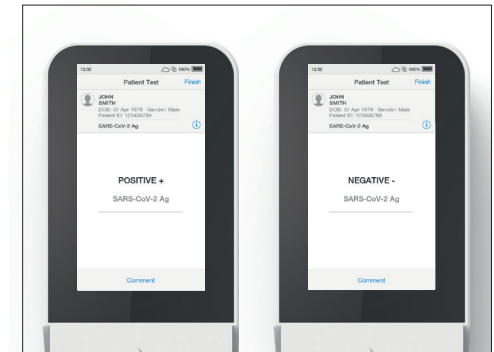 12:32 100%
Patient Test Finish
JOHN
SMITH
DOB: 07 Apr 1979 Gender: Male
Patient ID: 123456789
SARS-CoV-2 Ag
POSITIVE +
SARS-CoV-2 Ag
Comment
12:32 100%
Patient Test Finish
JOHN
SMITH
DOB: 07 Apr 1979 Gender: Male
Patient ID: 123456789
SARS-CoV-2 Ag
NEGATIVE -
SARS-CoV-2 Ag
Comment